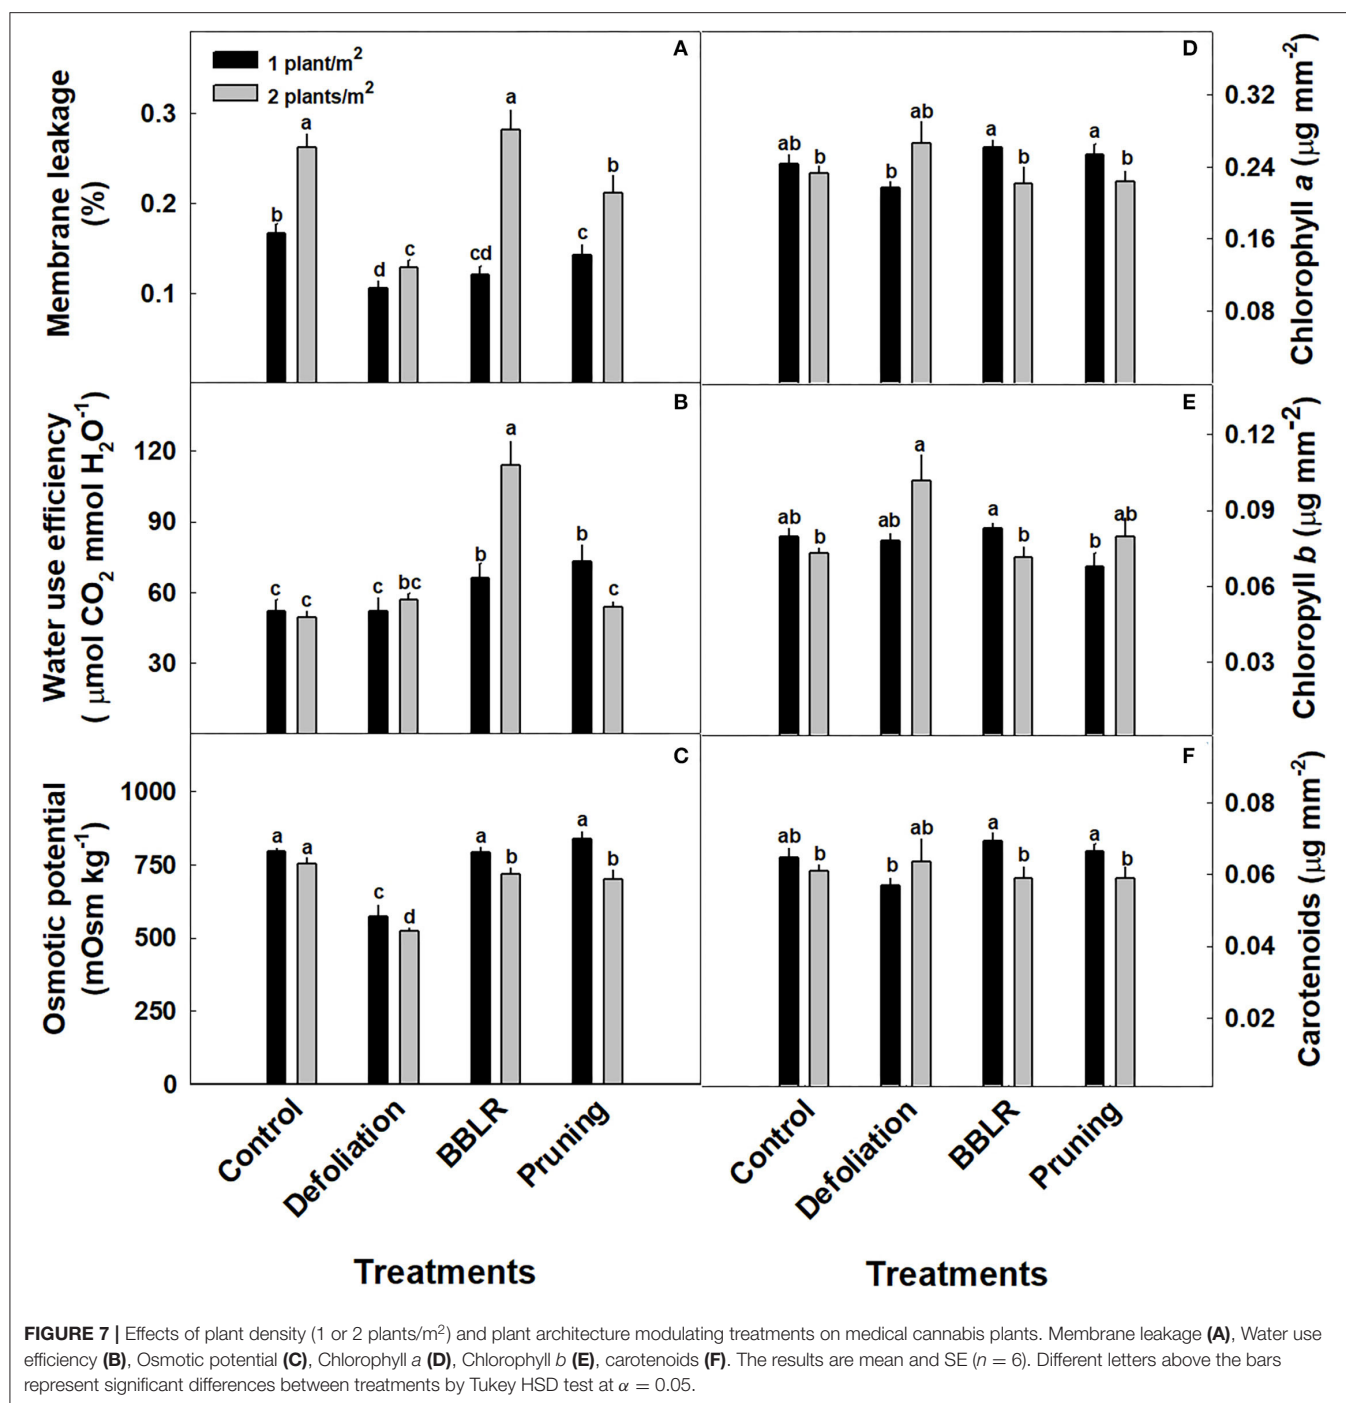 A
1 plant/m²
2 plants/m²
Membrane leakage
(%)
0.3
0.2
0.1
b
a
d
c
cd
a
c
b
D
Chlorophyll a (µg mm⁻²)
0.32
0.24
0.16
0.08
ab
b
b
ab
a
b
a
b
B
Water use efficiency
( µmol CO₂ mmol H₂O⁻¹)
120
90
60
30
c
c
c
bc
b
a
b
c
E
Chloropyll b (µg mm⁻²)
0.12
0.09
0.06
0.03
ab
b
ab
a
a
b
b
ab
C
Osmotic potential
(mOsm kg⁻¹)
1000
750
500
250
0
a
a
c
d
a
b
a
b
F
Carotenoids (µg mm⁻²)
0.08
0.06
0.04
0.02
ab
b
b
ab
a
b
a
b
Control
Defoliation
BBLR
Pruning
Treatments
Control
Defoliation
BBLR
Pruning
Treatments
FIGURE 7 | Effects of plant density (1 or 2 plants/m²) and plant architecture modulating treatments on medical cannabis plants. Membrane leakage (A), Water use
efficiency (B), Osmotic potential (C), Chlorophyll a (D), Chlorophyll b (E), carotenoids (F). The results are mean and SE (n = 6). Different letters above the bars
represent significant differences between treatments by Tukey HSD test at α = 0.05.